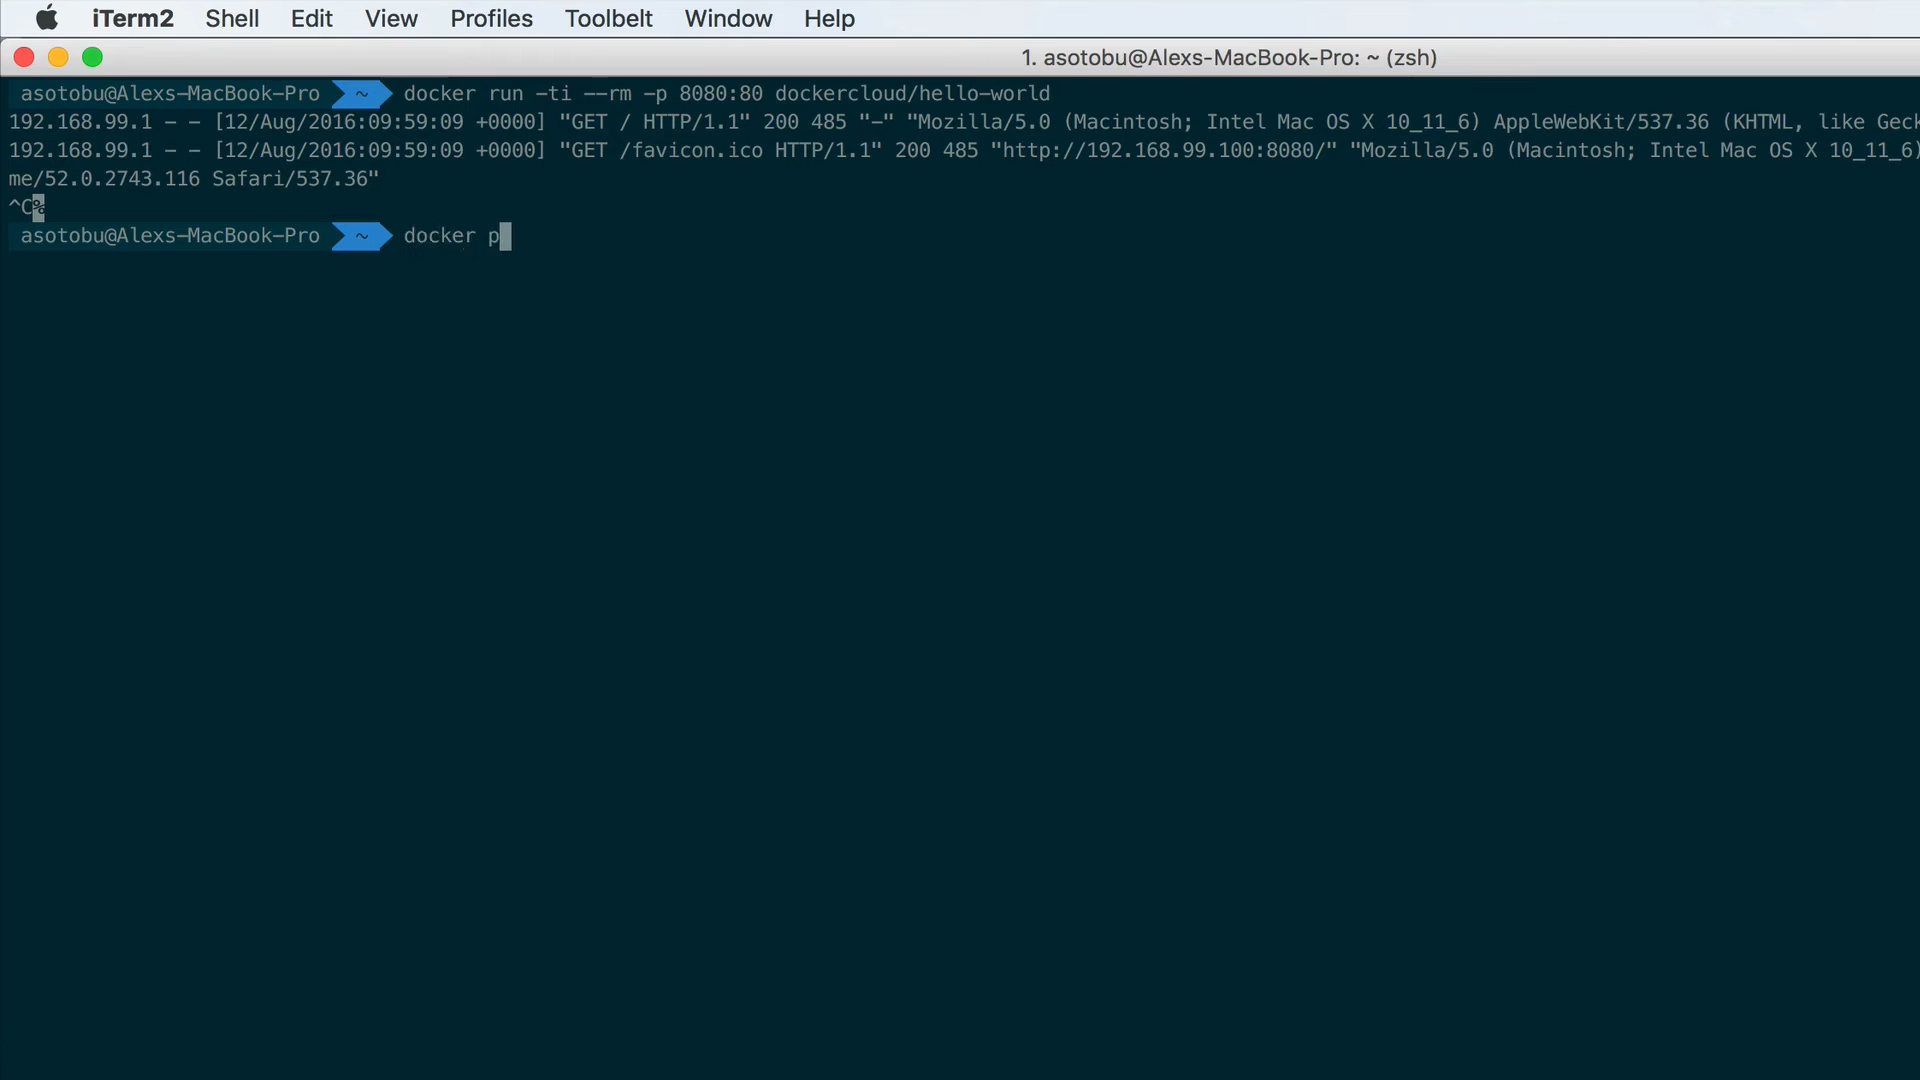 iTerm2 Shell Edit View Profiles Toolbelt Window Help
1. asotobu@Alexs-MacBook-Pro: ~ (zsh)
asotobu@Alexs-MacBook-Pro ~ docker run -ti --rm -p 8080:80 dockercloud/hello-world
192.168.99.1 - - [12/Aug/2016:09:59:09 +0000] "GET / HTTP/1.1" 200 485 "-" "Mozilla/5.0 (Macintosh; Intel Mac OS X 10_11_6) AppleWebKit/537.36 (KHTML, like Geck
192.168.99.1 - - [12/Aug/2016:09:59:09 +0000] "GET /favicon.ico HTTP/1.1" 200 485 "http://192.168.99.100:8080/" "Mozilla/5.0 (Macintosh; Intel Mac OS X 10_11_6)
me/52.0.2743.116 Safari/537.36"
^C%
asotobu@Alexs-MacBook-Pro ~ docker p